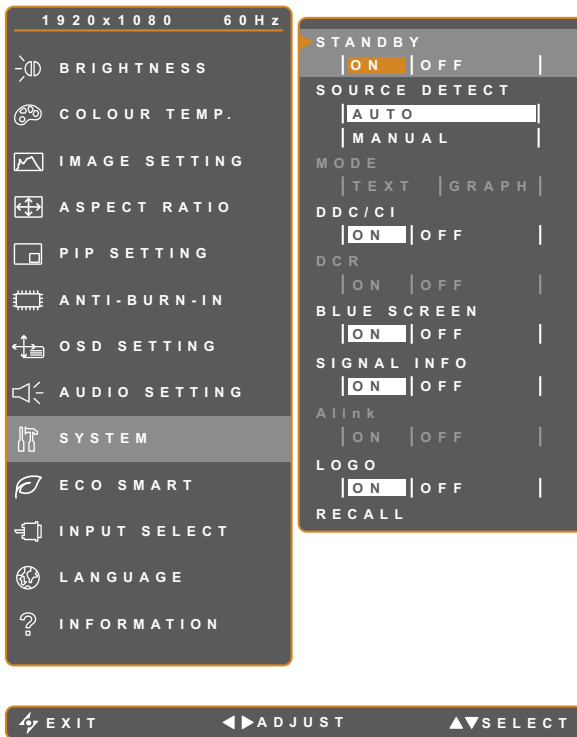 1920x1080 60Hz
BRIGHTNESS
COLOUR TEMP.
IMAGE SETTING
ASPECT RATIO
PIP SETTING
ANTI-BURN-IN
OSD SETTING
AUDIO SETTING
SYSTEM
ECO SMART
INPUT SELECT
LANGUAGE
INFORMATION
STANDBY
ON OFF
SOURCE DETECT
AUTO
MANUAL
MODE
TEXT GRAPH
DDC/CI
ON OFF
DCR
ON OFF
BLUE SCREEN
ON OFF
SIGNAL INFO
ON OFF
Alink
ON OFF
LOGO
ON OFF
RECALL
EXIT ADJUST SELECT